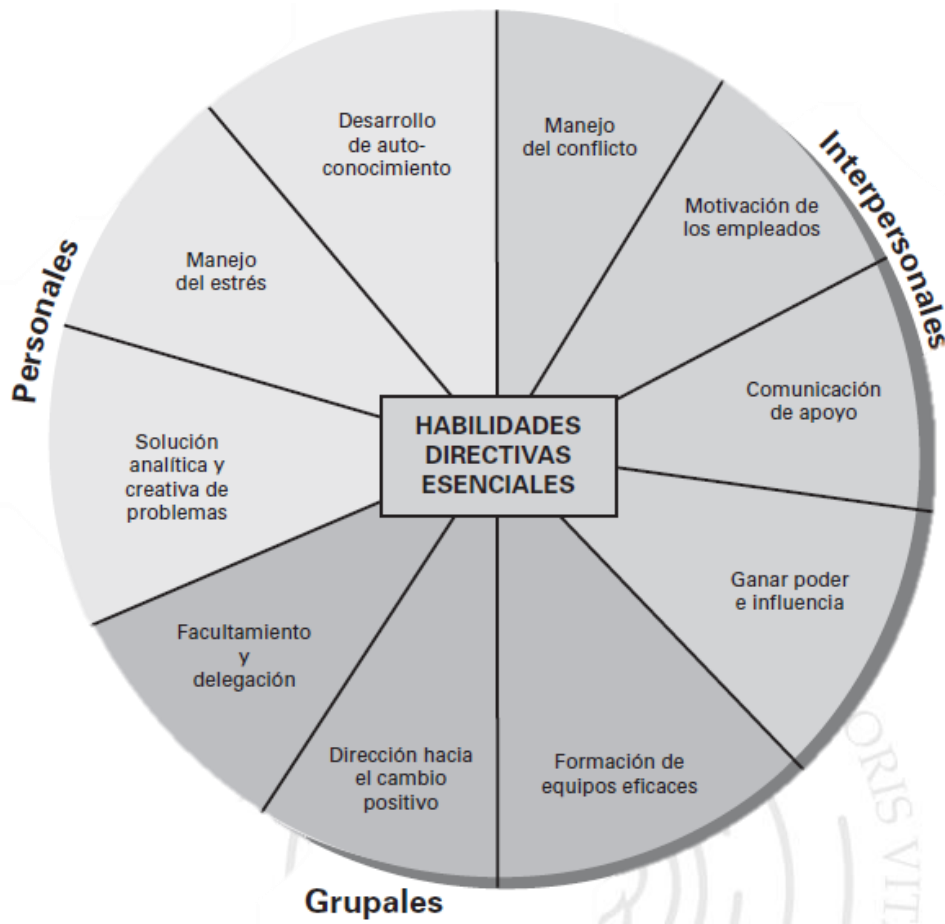 Desarrollo
de auto-
conocimiento
Manejo
del conflicto
Motivación de
los empleados
Interpersonales
Manejo
del estrés
Personales
Comunicación
de apoyo
HABILIDADES
DIRECTIVAS
ESENCIALES
Solución
analítica y
creativa de
problemas
Ganar poder
e influencia
Facultamiento
y
delegación
Dirección hacia
el cambio
positivo
Formación de
equipos eficaces
Grupales